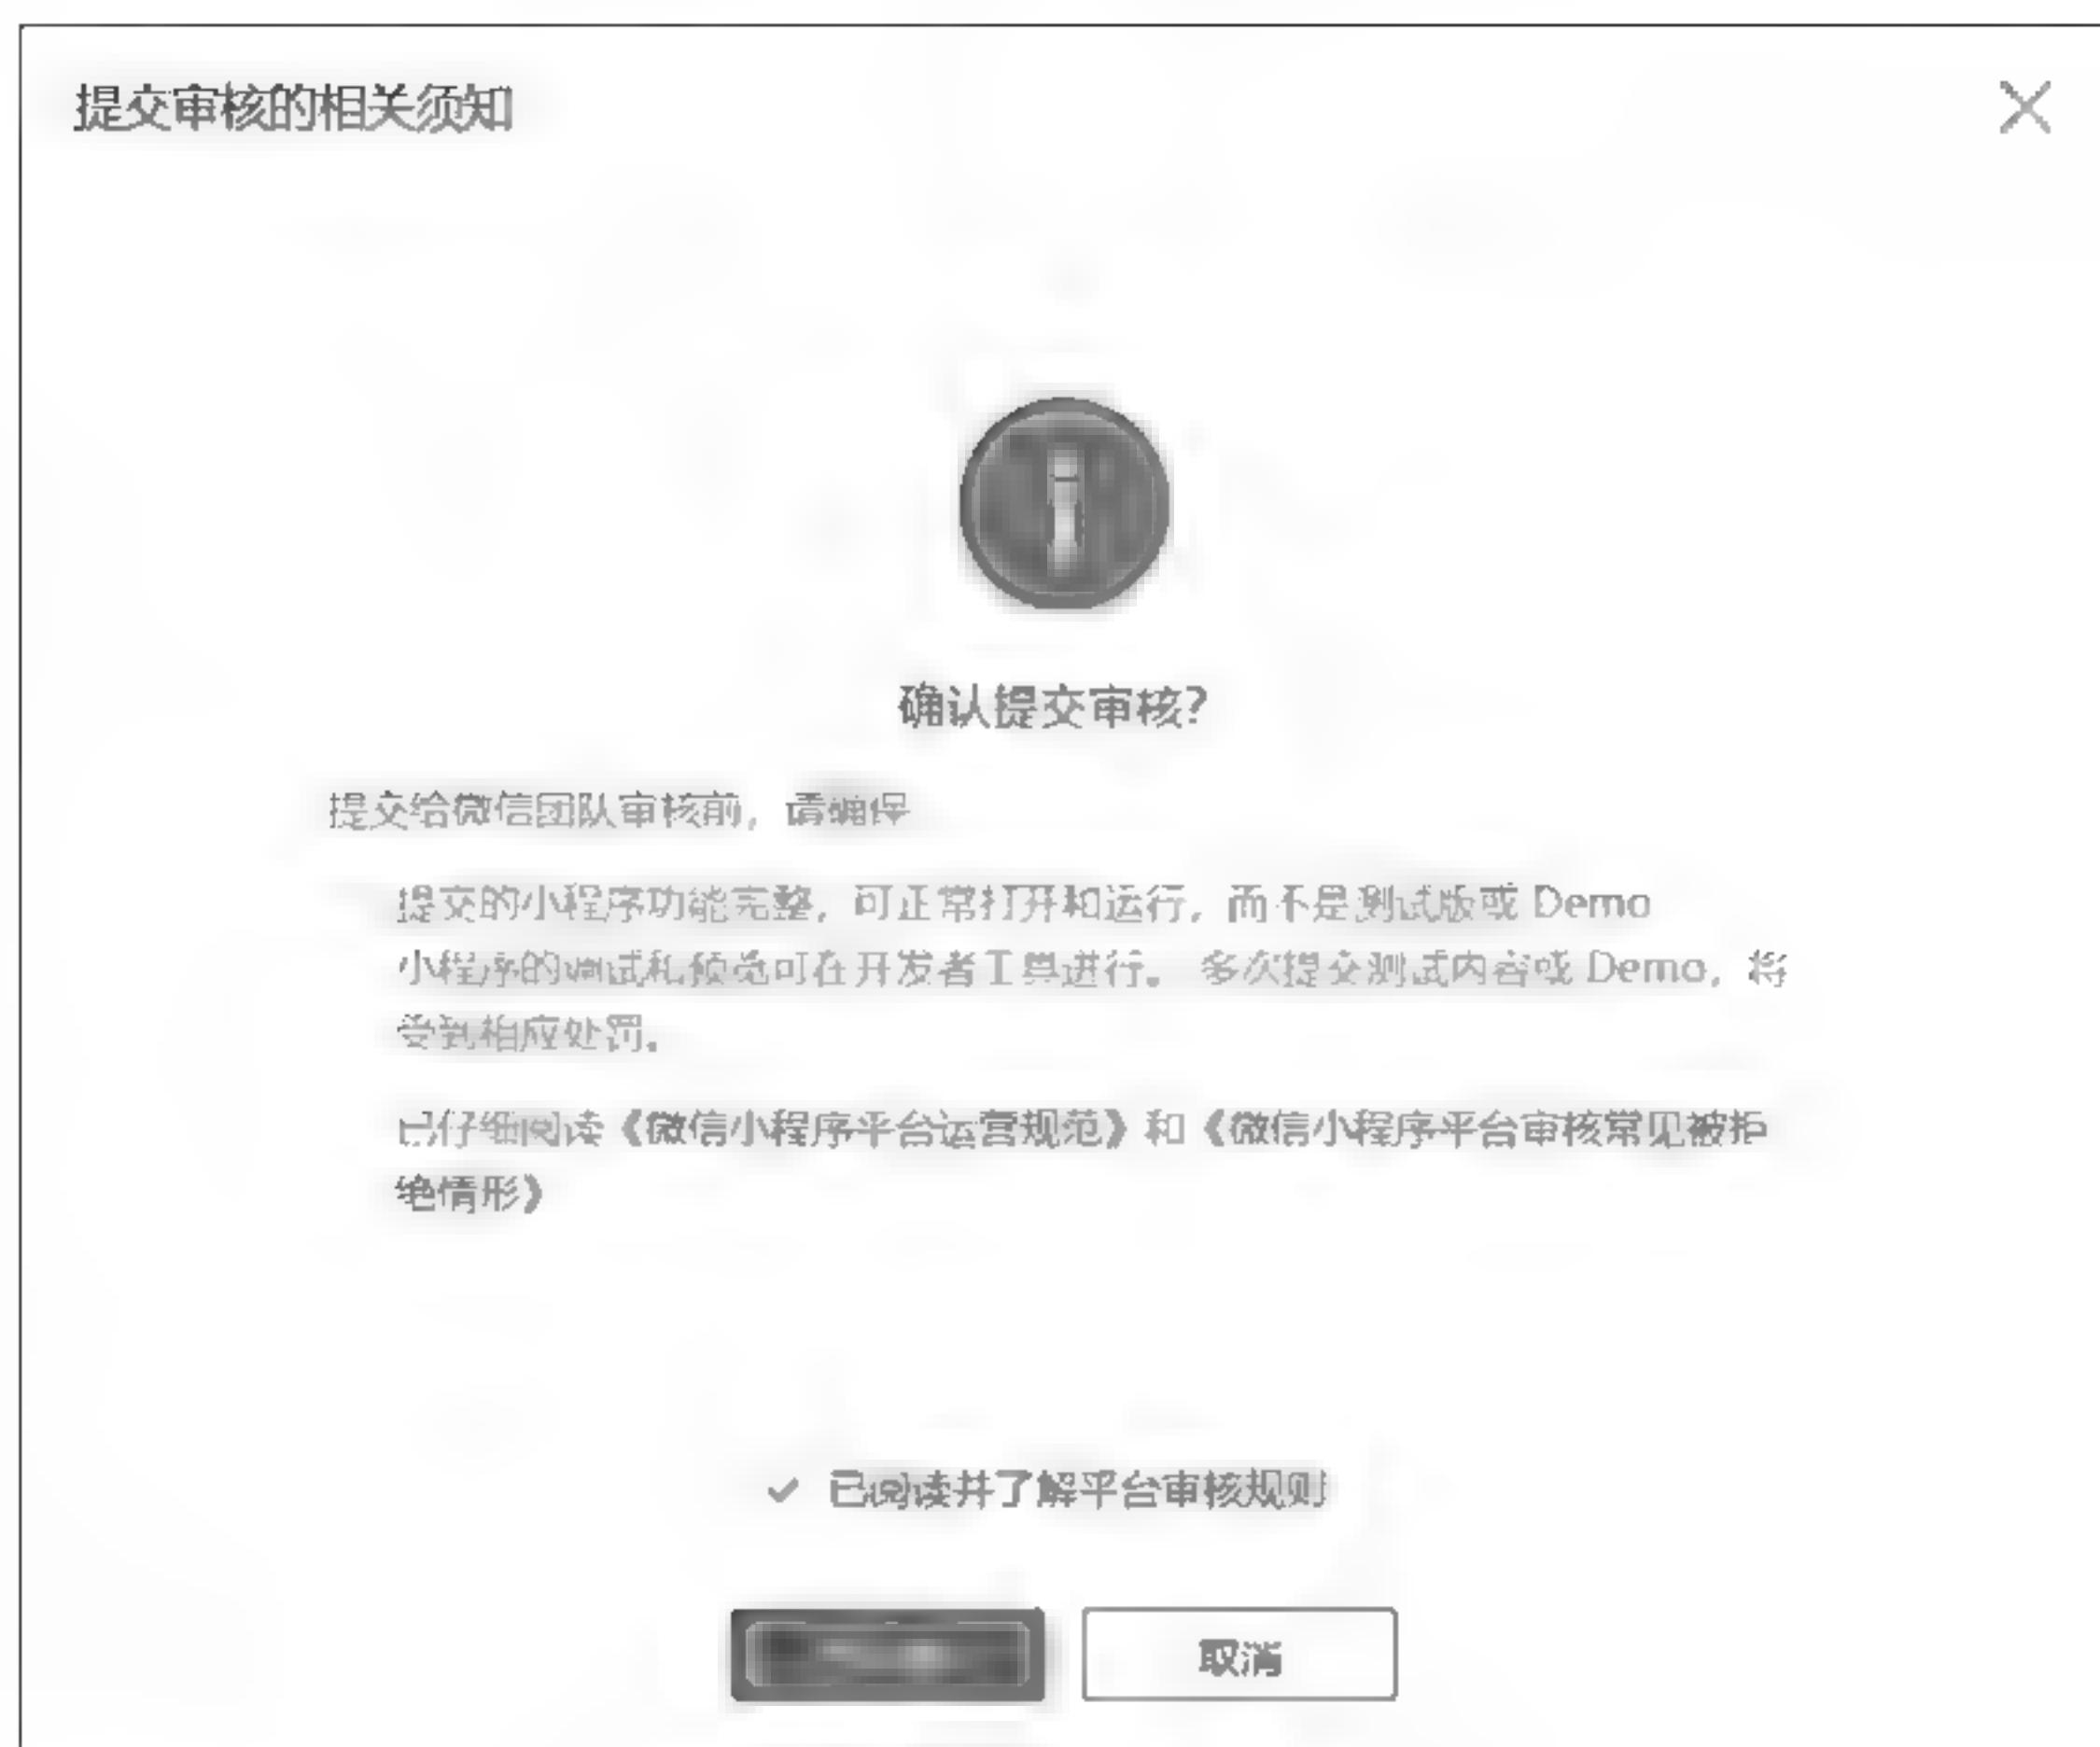 提交审核的相关须知
确认提交审核?
提交给微信团队审核前，请确保
提交的小程序功能完整，可正常打开和运行，而不是测试版或 Demo
小程序的调试和预览可在开发者工具进行。 多次提交测试内容或 Demo，将
受到相应处罚。
已仔细阅读《微信小程序平台运营规范》和《微信小程序平台审核常见被拒
绝情形》
已阅读并了解平台审核规则
取消